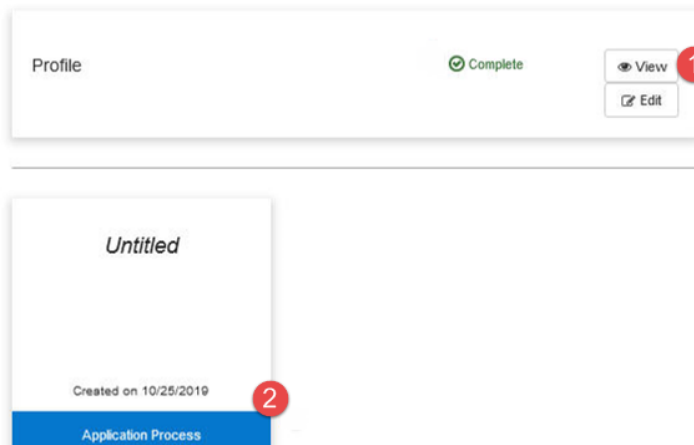 Profile
Complete
View
1
Edit
Untitled
Created on 10/25/2019
2
Application Process